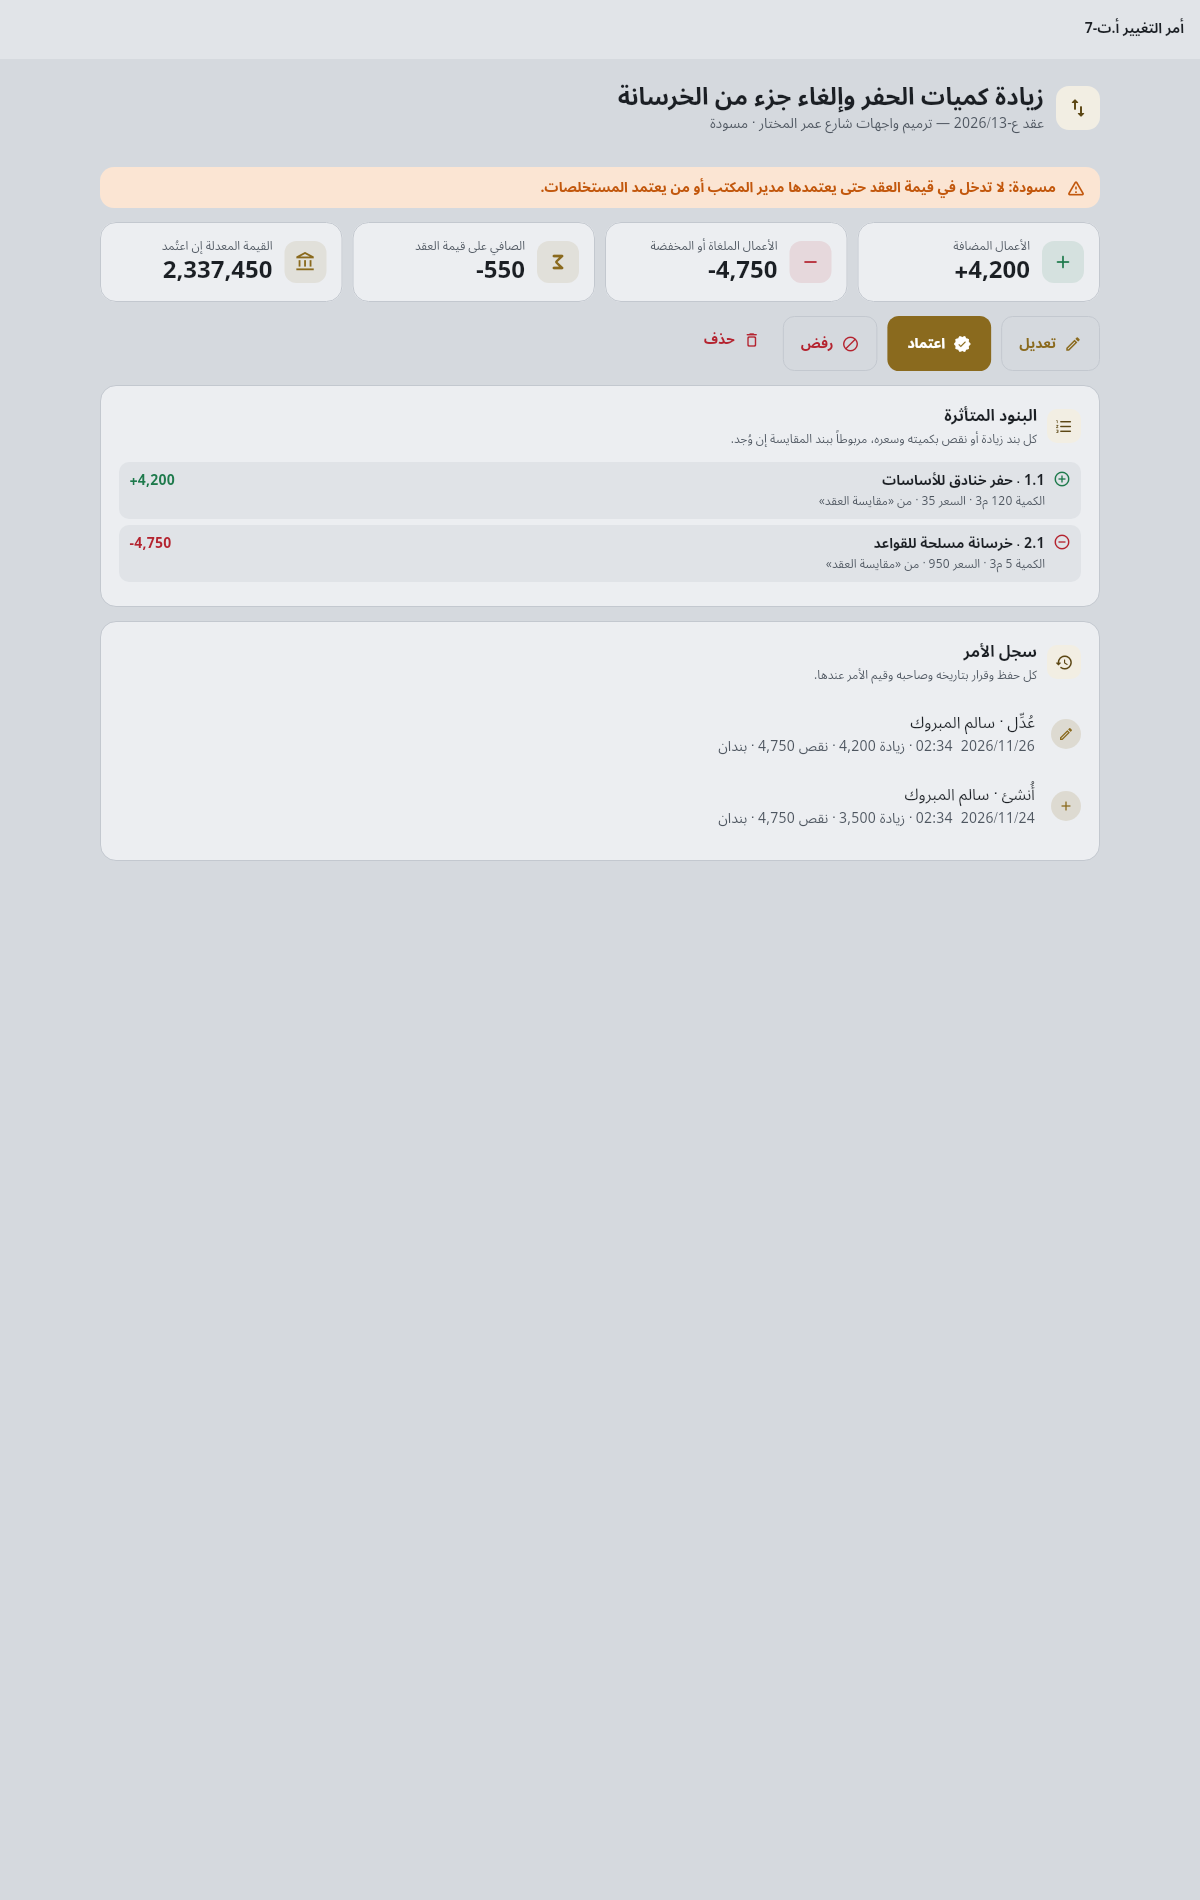 أمر التغيير أ.ت-7
زيادة كميات الحفر وإلغاء جزء من الخرسانة
عقد ع-2026/13 — ترميم واجهات شارع عمر المختار · مسودة
مسودة: لا تدخل في قيمة العقد حتى يعتمدها مدير المكتب أو من يعتمد المستخلصات.
الأعمال المضافة
+4,200
الأعمال الملغاة أو المخفضة
-4,750
الصافي على قيمة العقد
-550
القيمة المعدلة إن اعتُمد
2,337,450
تعديل
اعتماد
رفض
حذف
البنود المتأثرة
كل بند زيادة أو نقص بكميته وسعره، مربوطاً ببند المقايسة إن وُجد.
1.1 · حفر خنادق للأساسات
+4,200
الكمية 120 م3 · السعر 35 · من «مقايسة العقد»
2.1 · خرسانة مسلحة للقواعد
-4,750
الكمية 5 م3 · السعر 950 · من «مقايسة العقد»
سجل الأمر
كل حفظ وقرار بتاريخه وصاحبه وقيم الأمر عندها.
عُدِّل · سالم المبروك
2026/11/26 02:34 · زيادة 4,200 · نقص 4,750 · بندان
أُنشئ · سالم المبروك
2026/11/24 02:34 · زيادة 3,500 · نقص 4,750 · بندان